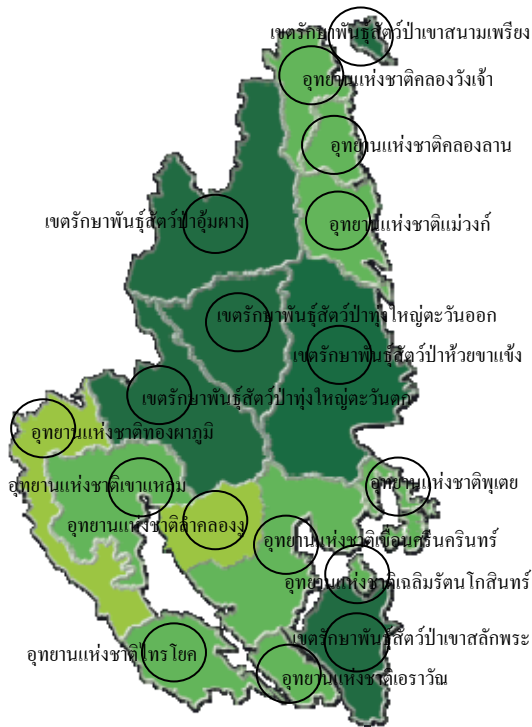 เขตรักษาพันธุ์สัตว์ป่าเขาสนามเพรียง
อุทยานแห่งชาติคลองวังเจ้า
อุทยานแห่งชาติคลองลาน
เขตรักษาพันธุ์สัตว์ป่าอุ้มผาง
อุทยานแห่งชาติแม่วงก์
เขตรักษาพันธุ์สัตว์ป่าทุ่งใหญ่ตะวันออก
เขตรักษาพันธุ์สัตว์ป่าห้วยขาแข้ง
เขตรักษาพันธุ์สัตว์ป่าทุ่งใหญ่ตะวันตก
อุทยานแห่งชาติทองผาภูมิ
อุทยานแห่งชาติเขาแหลม
อุทยานแห่งชาติพุเตย
อุทยานแห่งชาติลำคลองงู
อุทยานแห่งชาติเขื่อนศรีนครินทร์
อุทยานแห่งชาติเฉลิมรัตนโกสินทร์
เขตรักษาพันธุ์สัตว์ป่าเขาสลักพระ
อุทยานแห่งชาติไทรโยค
อุทยานแห่งชาติเอราวัณ